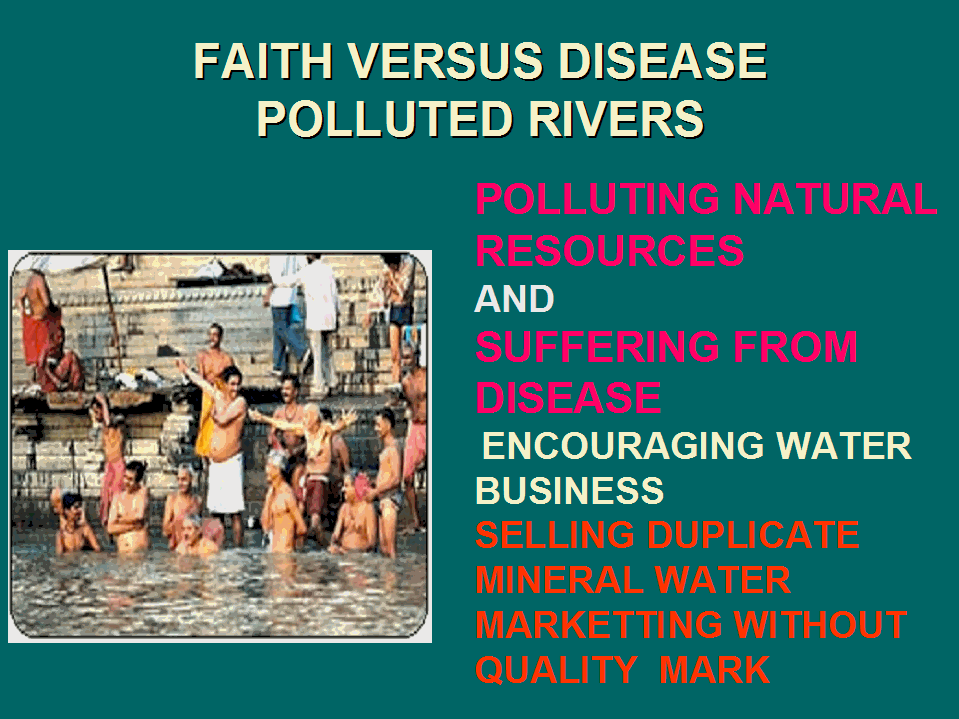 FAITH VERSUS DISEASE
POLLUTED RIVERS
POLLUTING NATURAL
RESOURCES
AND
SUFFERING FROM
DISEASE
ENCOURAGING WATER
BUSINESS
SELLING DUPLICATE
MINERAL WATER
MARKETTING WITHOUT
QUALITY MARK